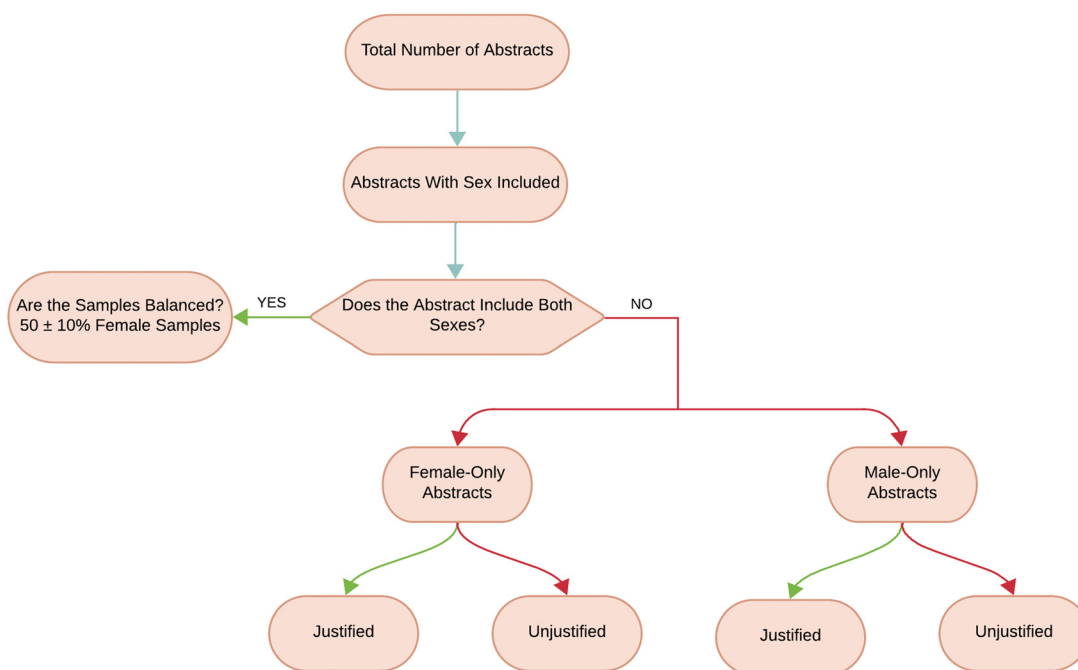 Total Number of Abstracts
Abstracts With Sex Included
Does the Abstract Include Both
Sexes?
YES
NO
Are the Samples Balanced?
50 ± 10% Female Samples
Female-Only
Abstracts
Male-Only
Abstracts
Justified
Unjustified
Justified
Unjustified